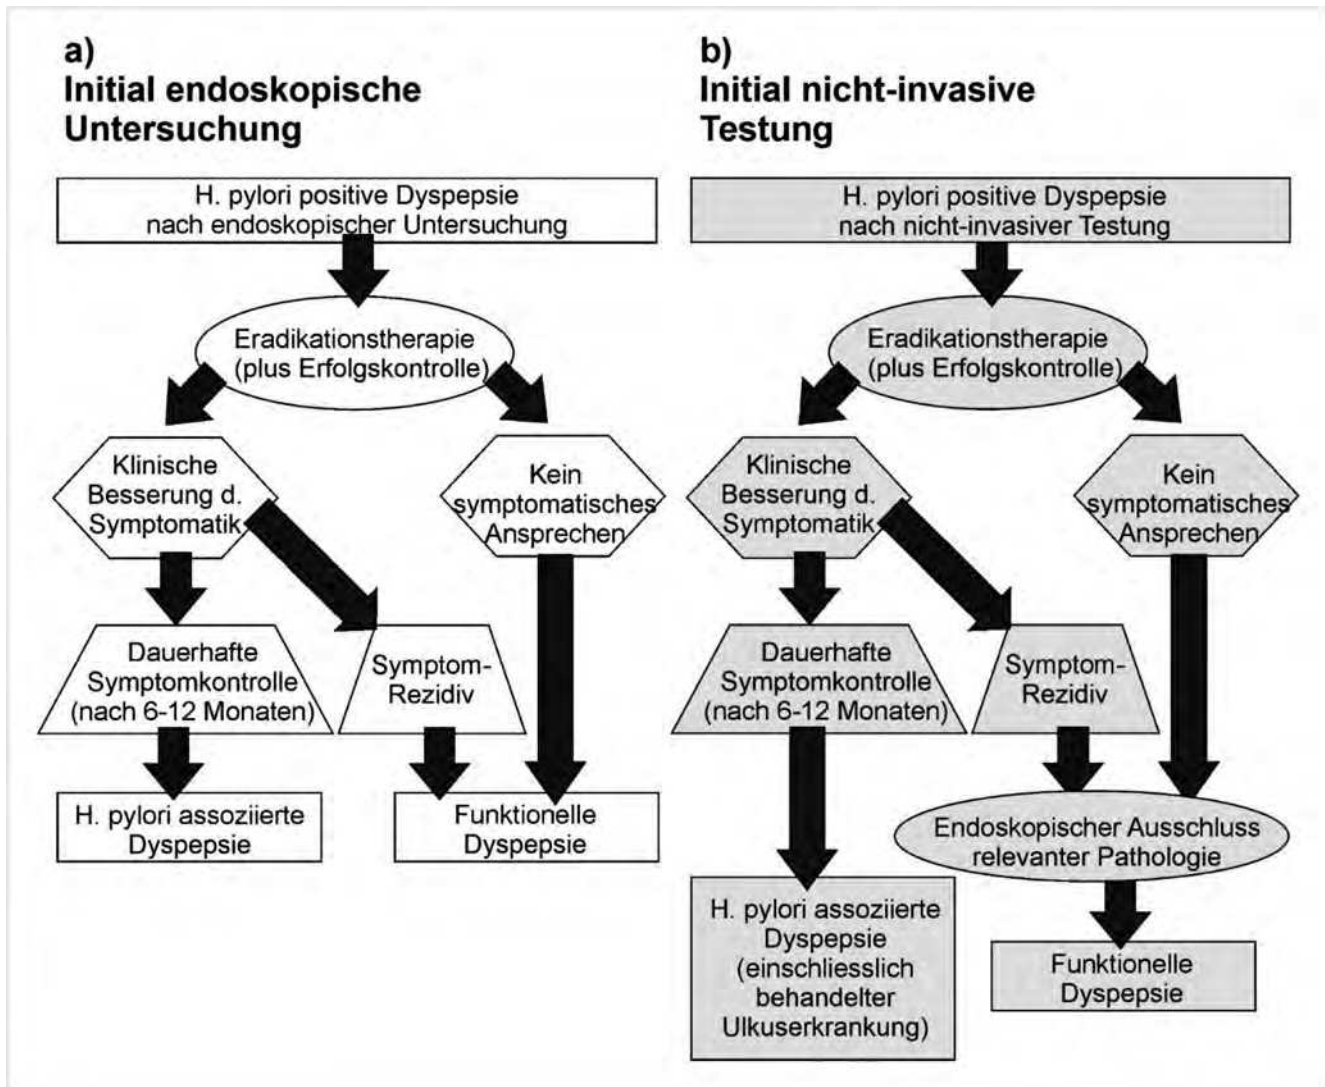 a)
Initial endoskopische
Untersuchung
H. pylori positive Dyspepsie
nach endoskopischer Untersuchung
Eradikationstherapie
(plus Erfolgskontrolle)
Klinische
Besserung d.
Symptomatik
Kein
symptomatisches
Ansprechen
Dauerhafte
Symptomkontrolle
(nach 6-12 Monaten)
Symptom-
Rezidiv
H. pylori assoziierte
Dyspepsie
Funktionelle
Dyspepsie
b)
Initial nicht-invasive
Testung
H. pylori positive Dyspepsie
nach nicht-invasiver Testung
Eradikationstherapie
(plus Erfolgskontrolle)
Klinische
Besserung d.
Symptomatik
Kein
symptomatisches
Ansprechen
Dauerhafte
Symptomkontrolle
(nach 6-12 Monaten)
Symptom-
Rezidiv
Endoskopischer Ausschluss
relevanter Pathologie
H. pylori assoziierte
Dyspepsie
(einschliesslich
behandelter
Ulkuserkrankung)
Funktionelle
Dyspepsie